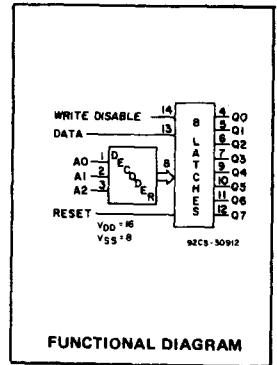 14
WRITE DISABLE
DATA 13
A0 1
A1 2
A2 3
DECODER
8
8 LATCHES
4 Q0
5 Q1
6 Q2
7 Q3
9 Q4
10 Q5
11 Q6
12 Q7
RESET
VDD = 16
VSS = 8
92CS-30912
FUNCTIONAL DIAGRAM